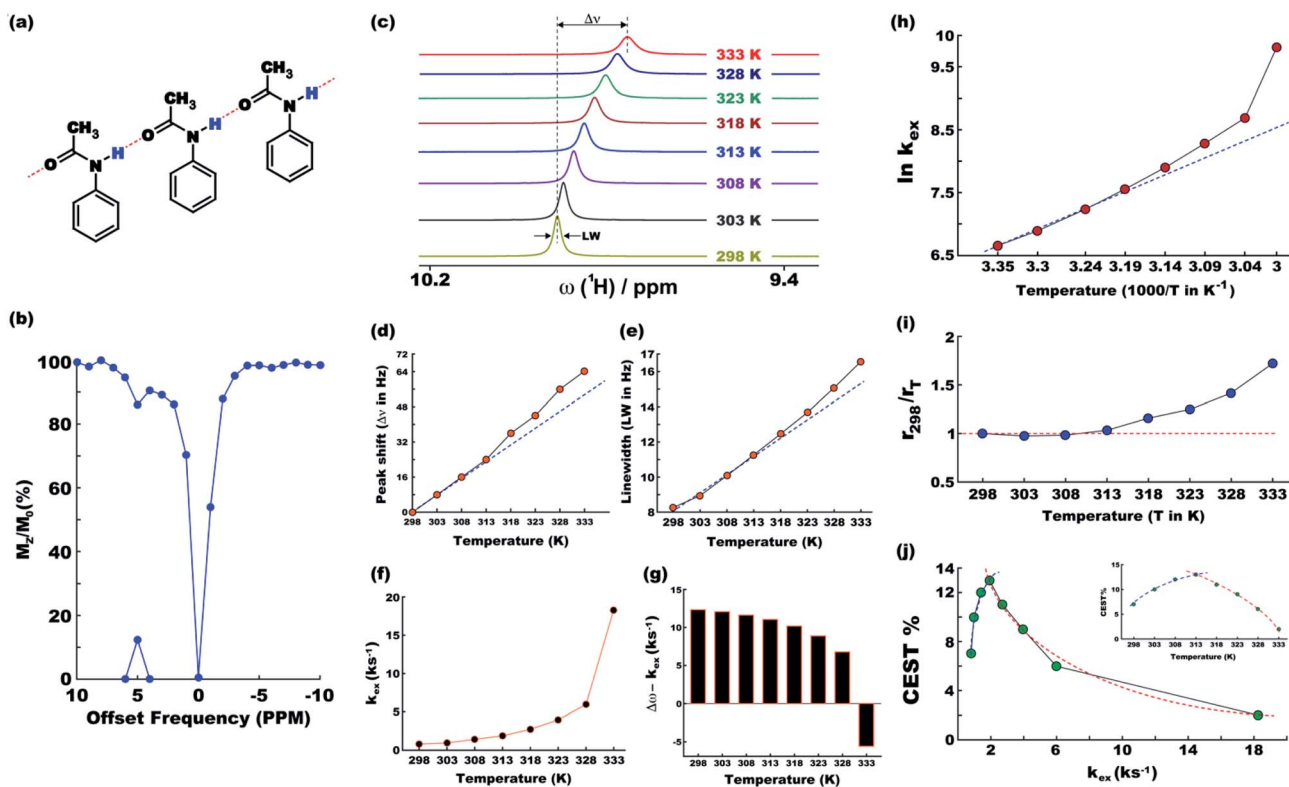 (a)
CH₃
CH₃
CH₃
O
N
H
O
N
H
O
N
H
(b)
100
80
60
40
20
0
10
5
0
-5
-10
M_Z/M_0(%)
Offset Frequency (PPM)
(c)
Δν
333 K
328 K
323 K
318 K
313 K
308 K
303 K
LW
298 K
10.2
9.4
ω (¹H) / ppm
(d)
72
64
48
32
16
0
298 303 308 313 318 323 328 333
Peak shift (Δν in Hz)
Temperature (K)
(e)
17
16
14
12
10
8
298 303 308 313 318 323 328 333
Linewidth (LW in Hz)
Temperature (K)
(f)
20
15
10
5
0
298 303 308 313 318 323 328 333
k_ex (ks⁻¹)
Temperature (K)
(g)
15
10
5
0
-5
298 303 308 313 318 323 328 333
Δω – k_ex (ks⁻¹)
Temperature (K)
(h)
10.5
9.5
8.5
7.5
6.5
3.35 3.3 3.24 3.19 3.14 3.09 3.04 3
ln k_ex
Temperature (1000/T in K⁻¹)
(i)
2
1.5
1
0.5
298 303 308 313 318 323 328 333
r₂₉₈/r_T
Temperature (T in K)
(j)
14
12
8
4
0
2 6 10 14 18
CEST %
k_ex (ks⁻¹)
CEST%
14
10
6
2
0
298 303 308 313 318 323 328 333
Temperature (K)